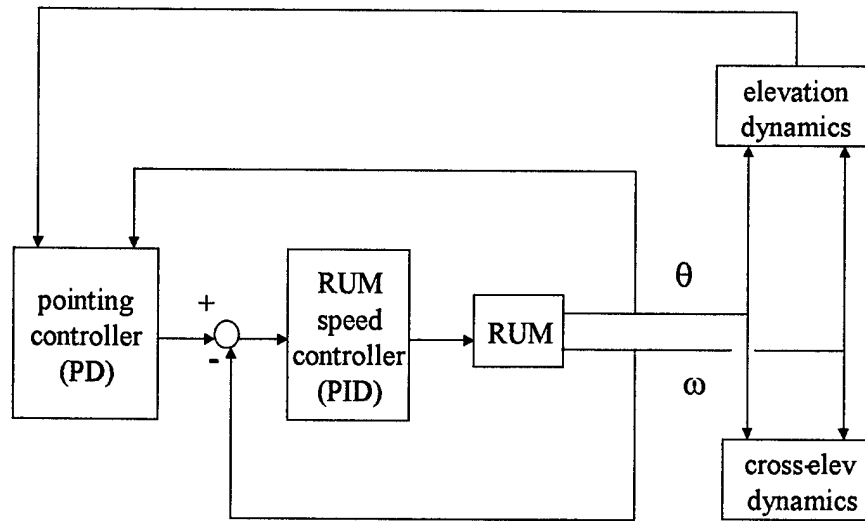 elevation
dynamics
pointing
controller
(PD)
+
-
RUM
speed
controller
(PID)
RUM
θ
ω
cross-elev
dynamics